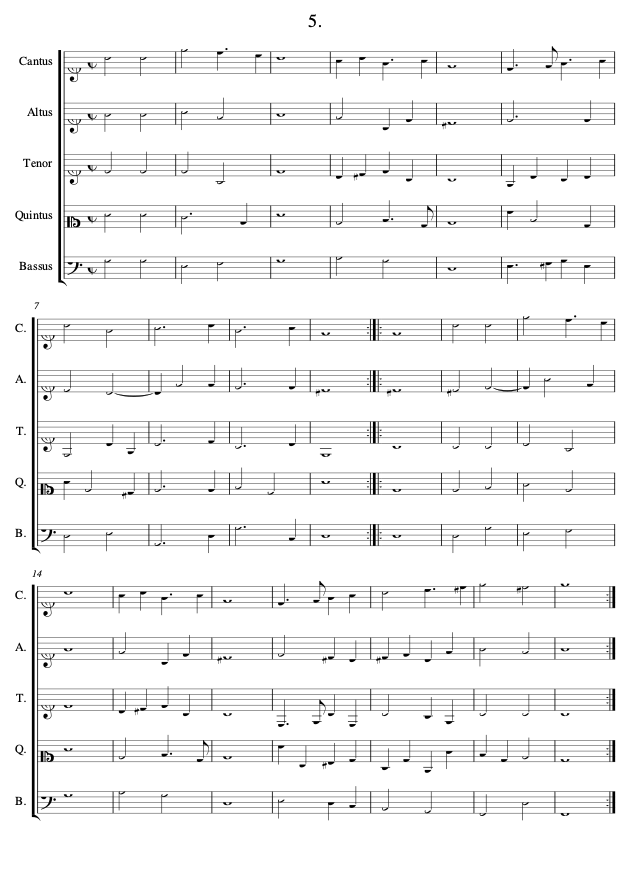 5.
Cantus
Altus
Tenor
Quintus
Bassus
7
C.
A.
T.
Q.
B.
14
C.
A.
T.
Q.
B.